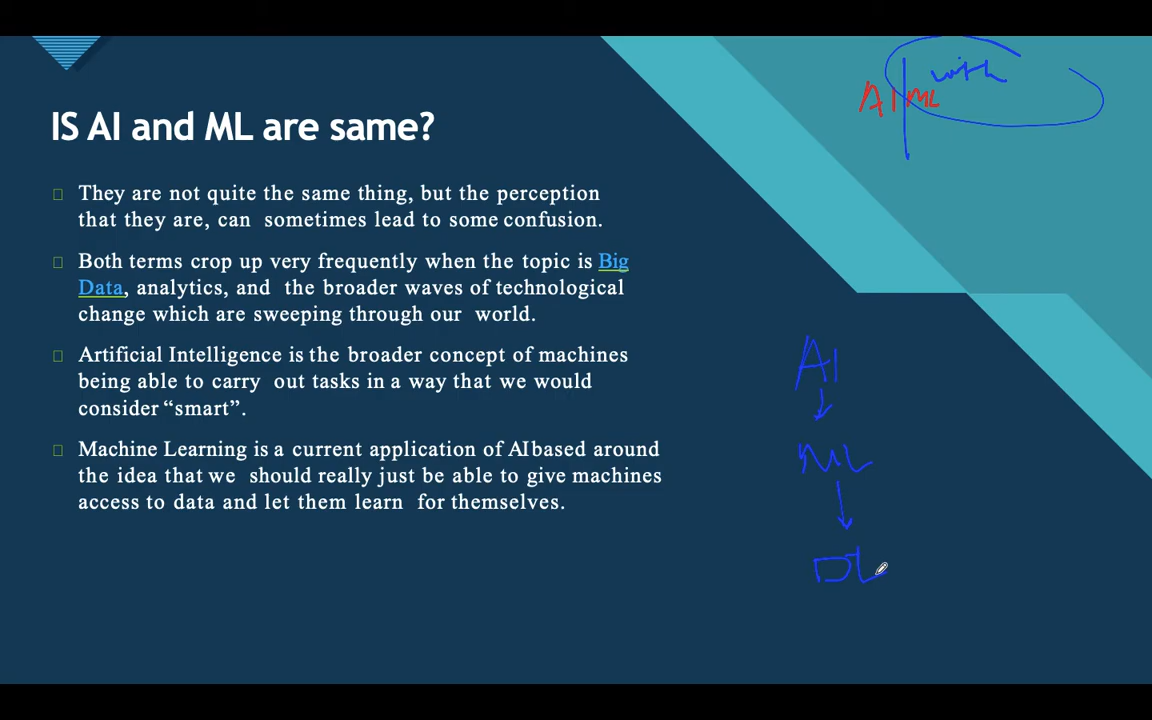 with
AI ML
IS AI and ML are same?
They are not quite the same thing, but the perception
that they are, can sometimes lead to some confusion.
Both terms crop up very frequently when the topic is Big
Data, analytics, and the broader waves of technological
change which are sweeping through our world.
Artificial Intelligence is the broader concept of machines
being able to carry out tasks in a way that we would
consider “smart”.
Machine Learning is a current application of AI based around
the idea that we should really just be able to give machines
access to data and let them learn for themselves.
AI
ML
DL